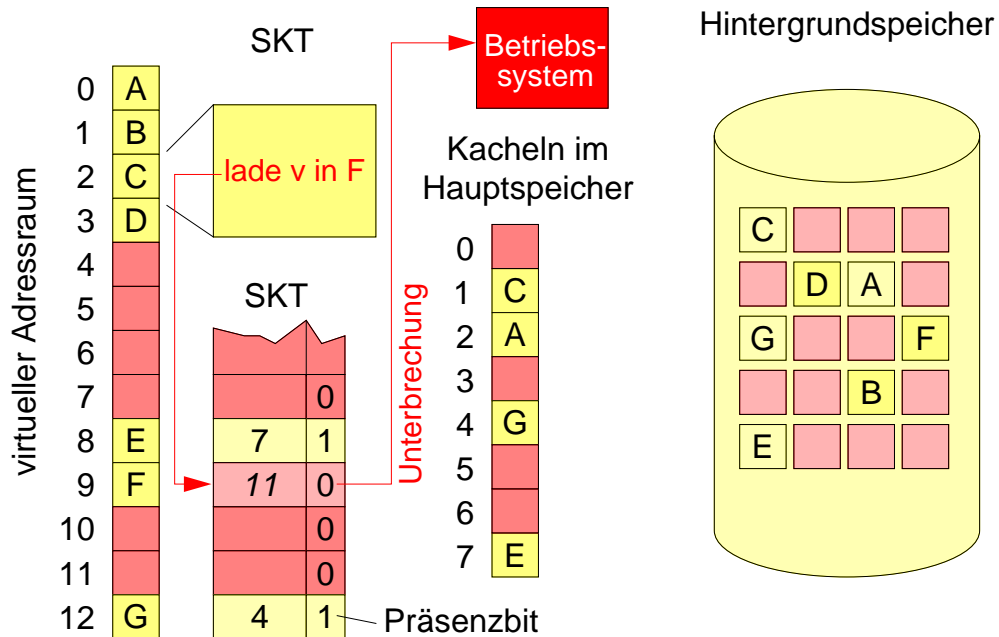 SKT
Betriebs-
system
Hintergrundspeicher
virtueller Adressraum
0 A
1 B
2 C
3 D
4
5
6
7
8 E
9 F
10
11
12 G
lade v in F
SKT
0
7 1
11 0
0
0
4 1
Präsenzbit
Unterbrechung
Kacheln im
Hauptspeicher
0
1 C
2 A
3
4 G
5
6
7 E
C
D A
G F
B
E